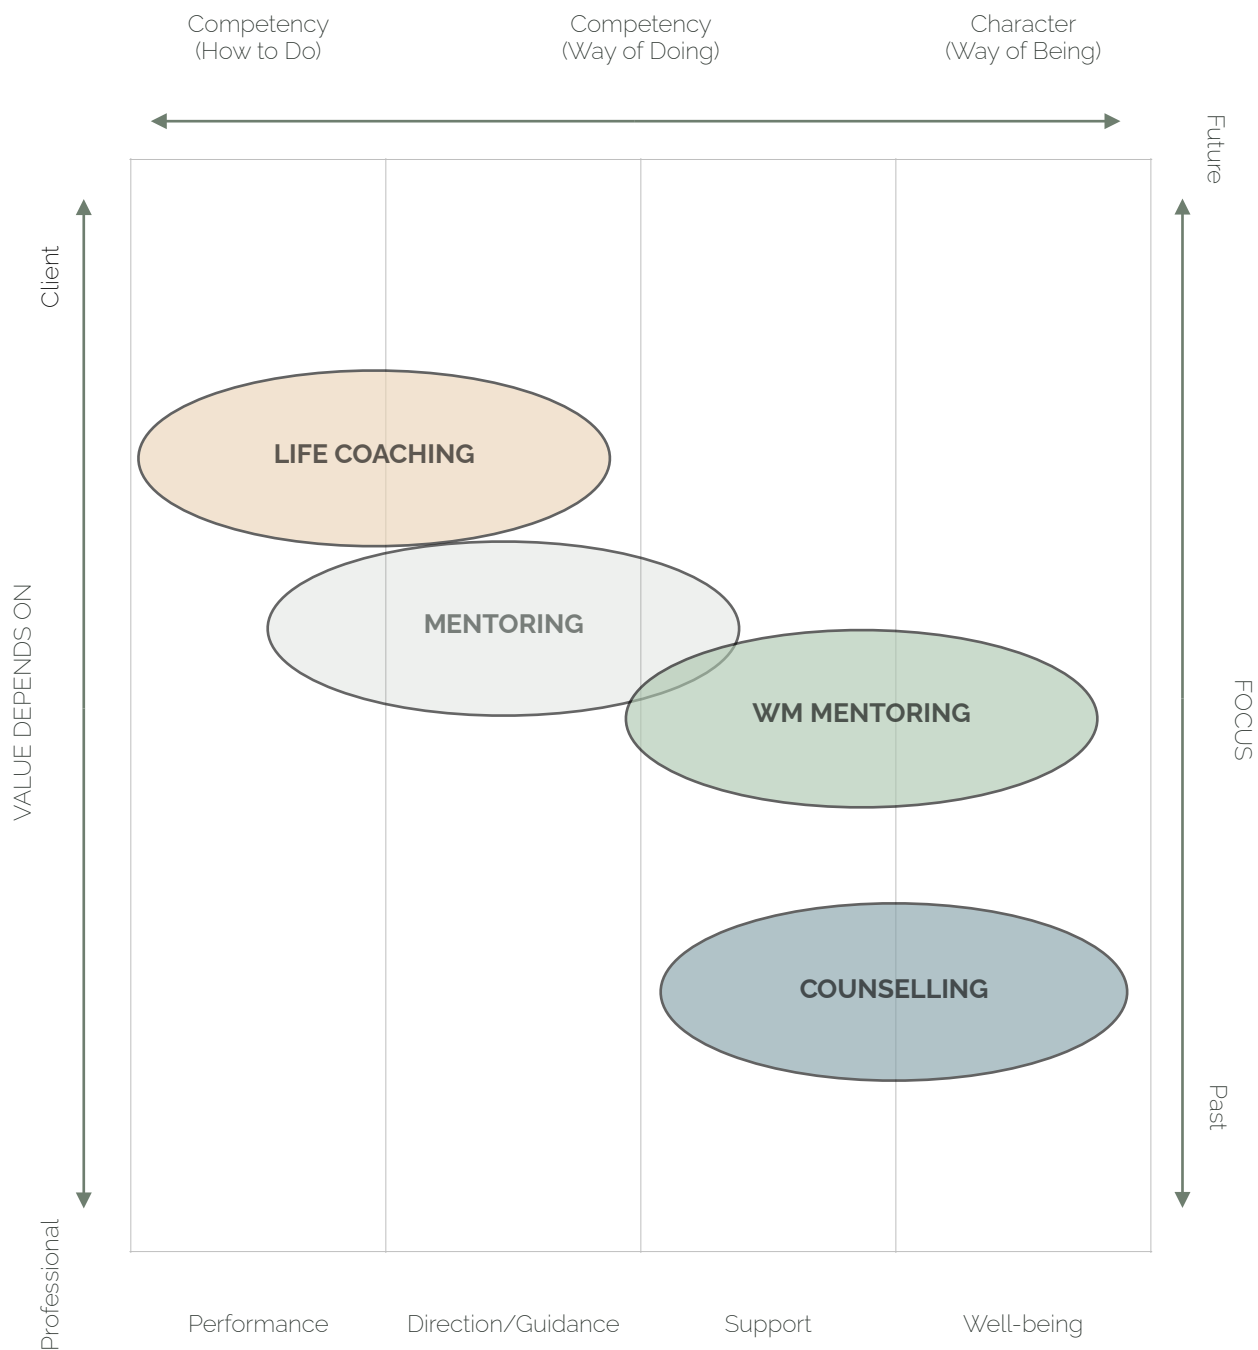 Competency
(How to Do)
Competency
(Way of Doing)
Character
(Way of Being)
Future
Client
LIFE COACHING
MENTORING
VALUE DEPENDS ON
WM MENTORING
FOCUS
COUNSELLING
Past
Professional
Performance
Direction/Guidance
Support
Well-being